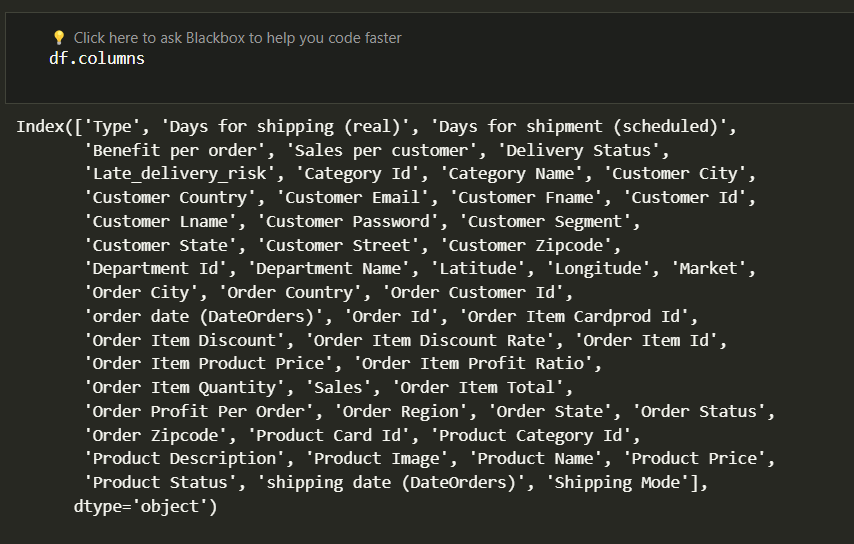 Click here to ask Blackbox to help you code faster
df.columns
Index(['Type', 'Days for shipping (real)', 'Days for shipment (scheduled)',
'Benefit per order', 'Sales per customer', 'Delivery Status',
'Late_delivery_risk', 'Category Id', 'Category Name', 'Customer City',
'Customer Country', 'Customer Email', 'Customer Fname', 'Customer Id',
'Customer Lname', 'Customer Password', 'Customer Segment',
'Customer State', 'Customer Street', 'Customer Zipcode',
'Department Id', 'Department Name', 'Latitude', 'Longitude', 'Market',
'Order City', 'Order Country', 'Order Customer Id',
'order date (DateOrders)', 'Order Id', 'Order Item Cardprod Id',
'Order Item Discount', 'Order Item Discount Rate', 'Order Item Id',
'Order Item Product Price', 'Order Item Profit Ratio',
'Order Item Quantity', 'Sales', 'Order Item Total',
'Order Profit Per Order', 'Order Region', 'Order State', 'Order Status',
'Order Zipcode', 'Product Card Id', 'Product Category Id',
'Product Description', 'Product Image', 'Product Name', 'Product Price',
'Product Status', 'shipping date (DateOrders)', 'Shipping Mode'],
dtype='object')